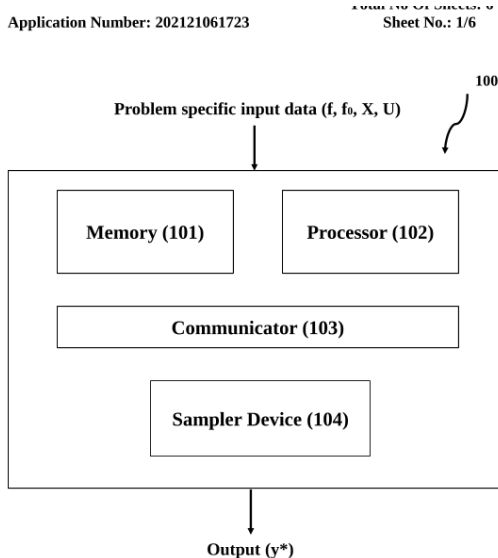 Application Number: 202121061723 Sheet No.: 1/6
100
Problem specific input data (f, f₀, X, U)
Memory (101) Processor (102)
Communicator (103)
Sampler Device (104)
Output (y*)